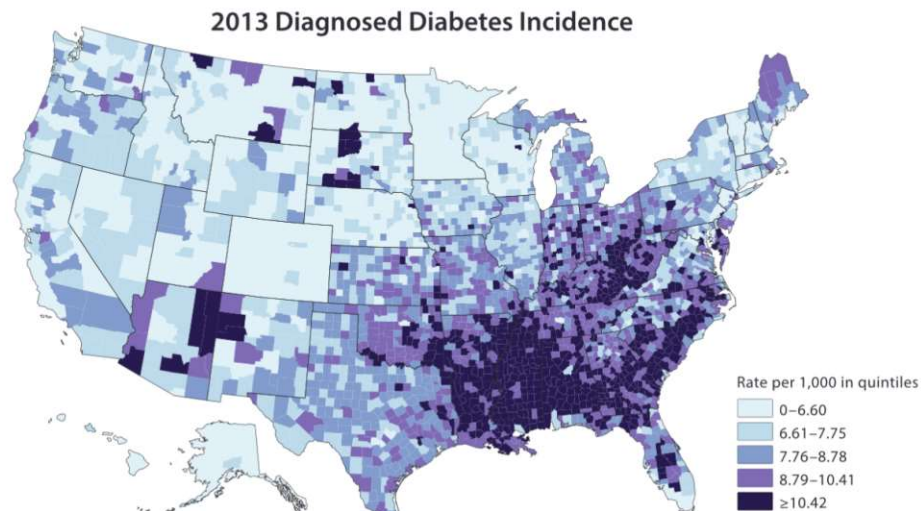 2013 Diagnosed Diabetes Incidence
Rate per 1,000 in quintiles
0–6.60
6.61–7.75
7.76–8.78
8.79–10.41
≥10.42